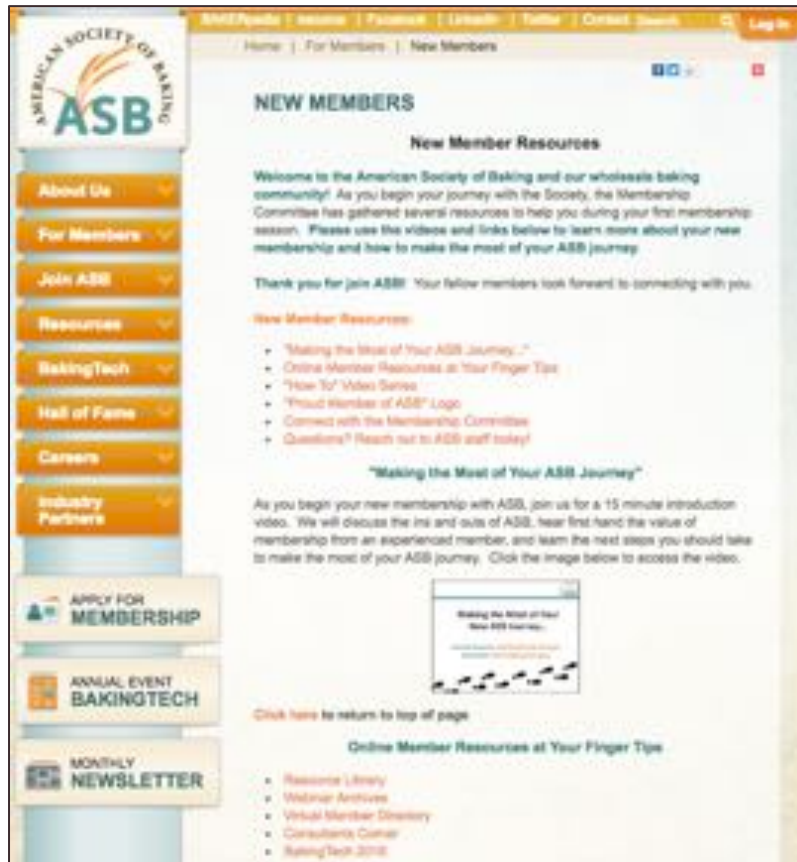 AMERICAN SOCIETY OF BAKING
ASB
BAKERpedia | | Facebook | LinkedIn | Twitter | Contact Search Log In
Home | For Members | New Members
About Us
For Members
Join ASB
Resources
BakingTech
Hall of Fame
Careers
Industry
Partners
APPLY FOR
MEMBERSHIP
ANNUAL EVENT
BAKINGTECH
MONTHLY
NEWSLETTER
NEW MEMBERS
New Member Resources
Welcome to the American Society of Baking and our wholesale baking
community! As you begin your journey with the Society, the Membership
Committee has gathered several resources to help you during your first membership
season. Please use the videos and links below to learn more about your new
membership and how to make the most of your ASB journey.
Thank you for join ASB! Your fellow members look forward to connecting with you.
New Member Resources:
"Making the Most of Your ASB Journey..."
Online Member Resources at Your Finger Tips
"How To" Video Series
"Proud Member of ASB" Logo
Connect with the Membership Committee
Questions? Reach out to ASB staff today!
"Making the Most of Your ASB Journey"
As you begin your new membership with ASB, join us for a 15 minute introduction
video. We will discuss the ins and outs of ASB, hear first hand the value of
membership from an experienced member, and learn the next steps you should take
to make the most of your ASB journey. Click the image below to access the video.
Making the Most of Your
New ASB Journey...
Click here to return to top of page
Online Member Resources at Your Finger Tips
Resource Library
Webinar Archives
Virtual Member Directory
Consultants Corner
BakingTech 2018